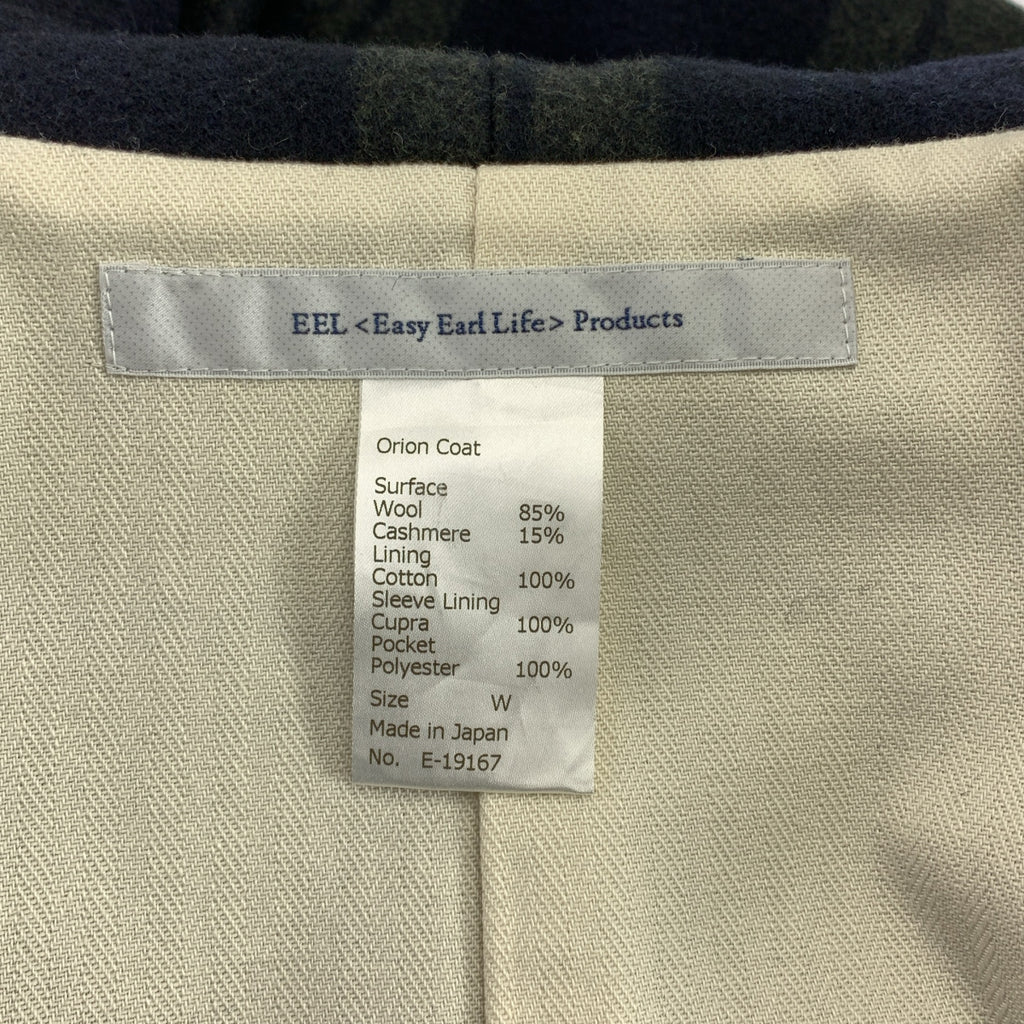 EEL <Easy Earl Life> Products
Orion Coat
Surface
Wool 85%
Cashmere 15%
Lining
Cotton 100%
Sleeve Lining
Cupra 100%
Pocket
Polyester 100%
Size W
Made in Japan
No. E-19167